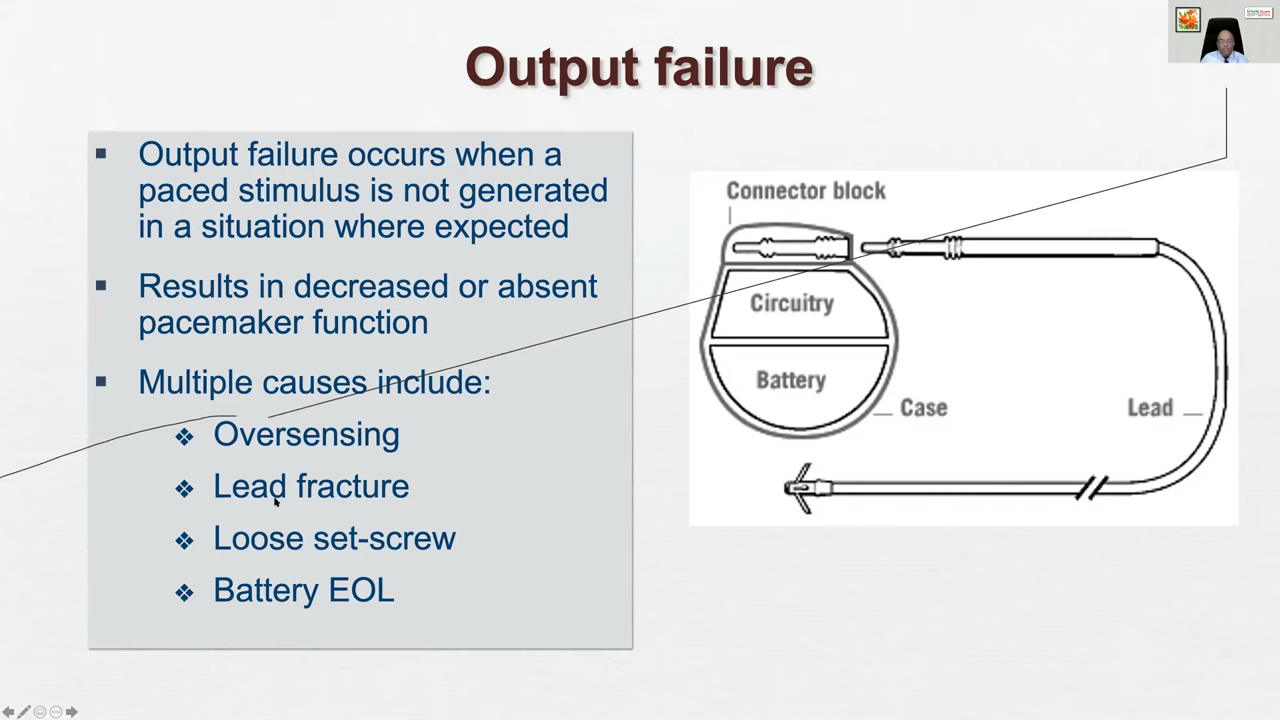 Output failure
Output failure occurs when a
paced stimulus is not generated
in a situation where expected
Results in decreased or absent
pacemaker function
Multiple causes include:
Oversensing
Lead fracture
Loose set-screw
Battery EOL
Connector block
Circuitry
Battery
Case
Lead